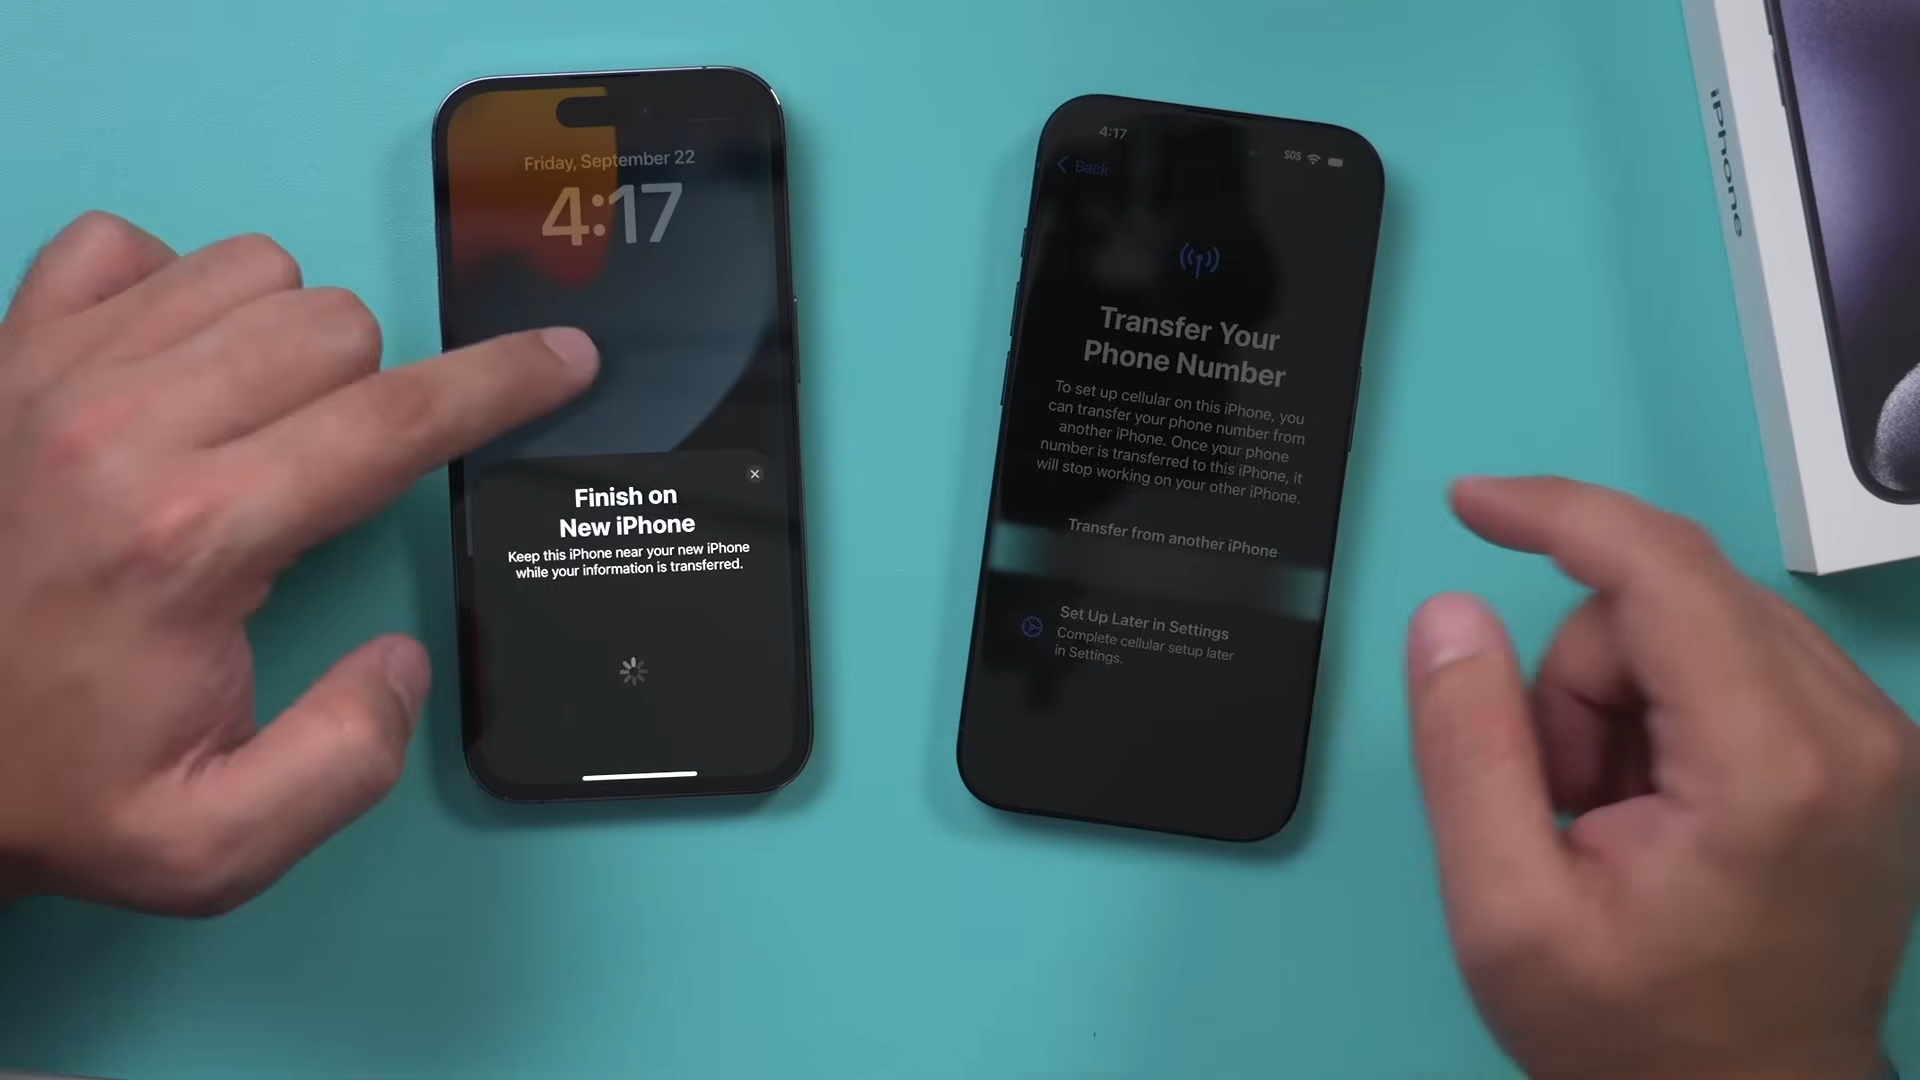 Friday, September 22
4:17
Finish on
New iPhone
Keep this iPhone near your new iPhone
while your information is transferred.
4:17
SOS
Back
Transfer Your
Phone Number
To set up cellular on this iPhone, you
can transfer your phone number from
another iPhone. Once your phone
number is transferred to this iPhone, it
will stop working on your other iPhone.
Transfer from another iPhone
Set Up Later in Settings
Complete cellular setup later
in Settings.
iPhone